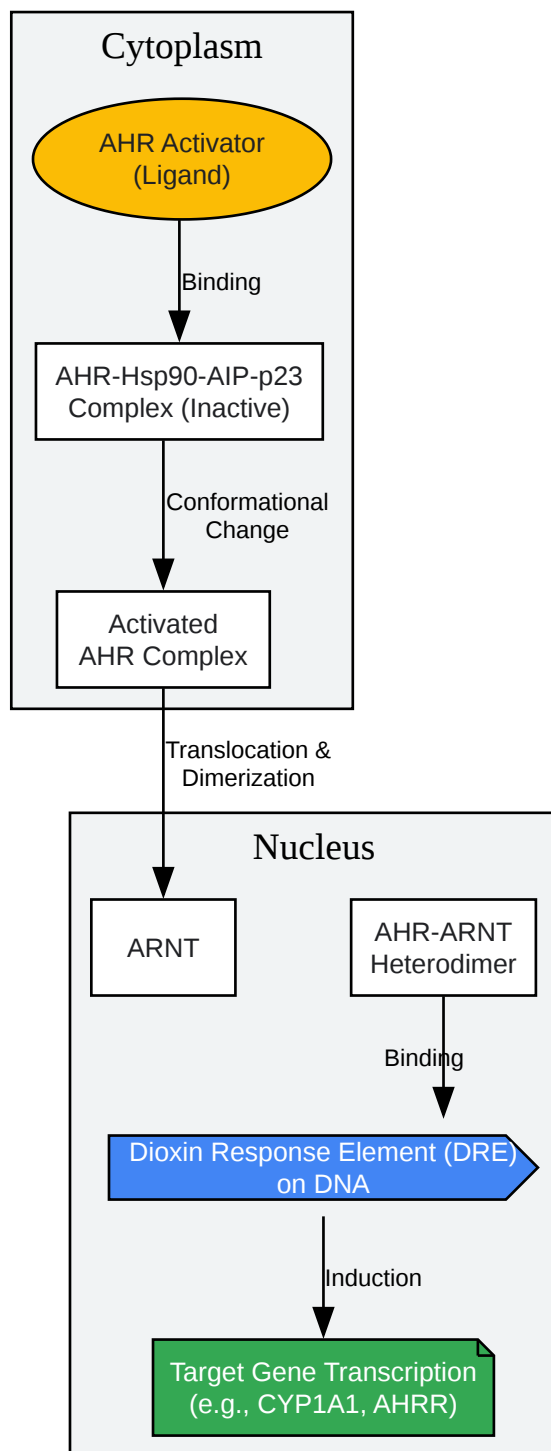 Cytoplasm
AHR Activator
(Ligand)
Binding
AHR-Hsp90-AIP-p23
Complex (Inactive)
Conformational
Change
Activated
AHR Complex
Translocation &
Dimerization
Nucleus
ARNT
AHR-ARNT
Heterodimer
Binding
Dioxin Response Element (DRE)
on DNA
Induction
Target Gene Transcription
(e.g., CYP1A1, AHRR)